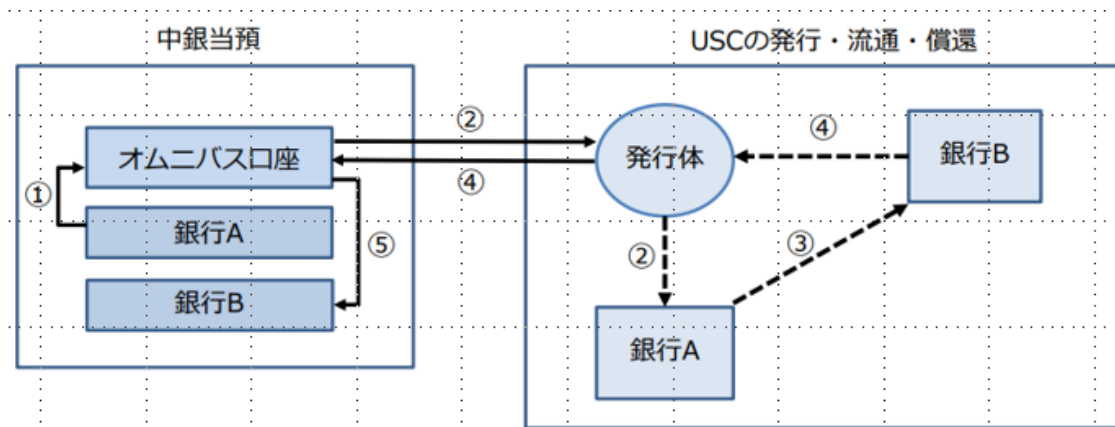 中銀当預
USCの発行・流通・償還
オムニバス口座
①
銀行A
銀行B
⑤
②
④
発行体
④
銀行B
②
③
銀行A